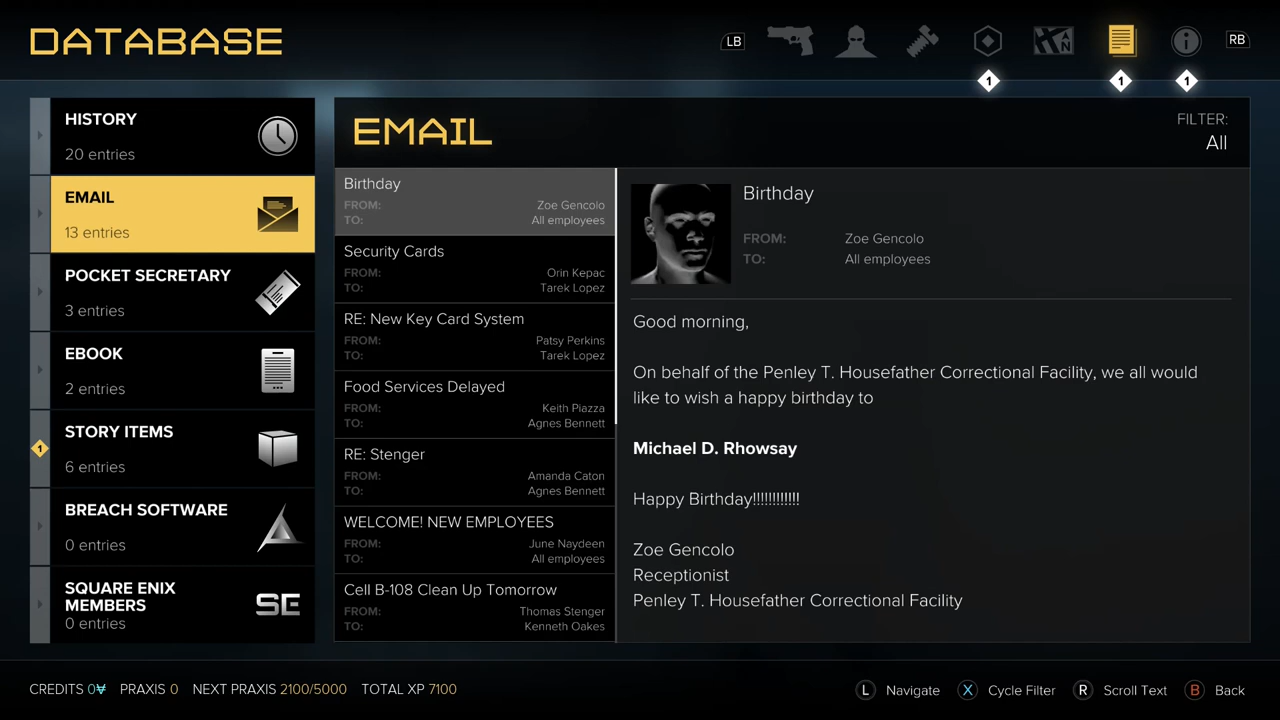 DATABASE
LB
RB
1
1
1
HISTORY
20 entries
EMAIL
13 entries
POCKET SECRETARY
3 entries
EBOOK
2 entries
1
STORY ITEMS
6 entries
BREACH SOFTWARE
0 entries
SQUARE ENIX
MEMBERS
0 entries
SE
EMAIL
FILTER:
All
Birthday
FROM: Zoe Gencolo
TO: All employees
Security Cards
FROM: Orin Kepac
TO: Tarek Lopez
RE: New Key Card System
FROM: Patsy Perkins
TO: Tarek Lopez
Food Services Delayed
FROM: Keith Piazza
TO: Agnes Bennett
RE: Stenger
FROM: Amanda Caton
TO: Agnes Bennett
WELCOME! NEW EMPLOYEES
FROM: June Naydeen
TO: All employees
Cell B-108 Clean Up Tomorrow
FROM: Thomas Stenger
TO: Kenneth Oakes
Birthday
FROM: Zoe Gencolo
TO: All employees
Good morning,
On behalf of the Penley T. Housefather Correctional Facility, we all would
like to wish a happy birthday to
Michael D. Rhowsay
Happy Birthday!!!!!!!!!!!!
Zoe Gencolo
Receptionist
Penley T. Housefather Correctional Facility
CREDITS 0 PRAXIS 0 NEXT PRAXIS 2100/5000 TOTAL XP 7100
L Navigate X Cycle Filter R Scroll Text B Back